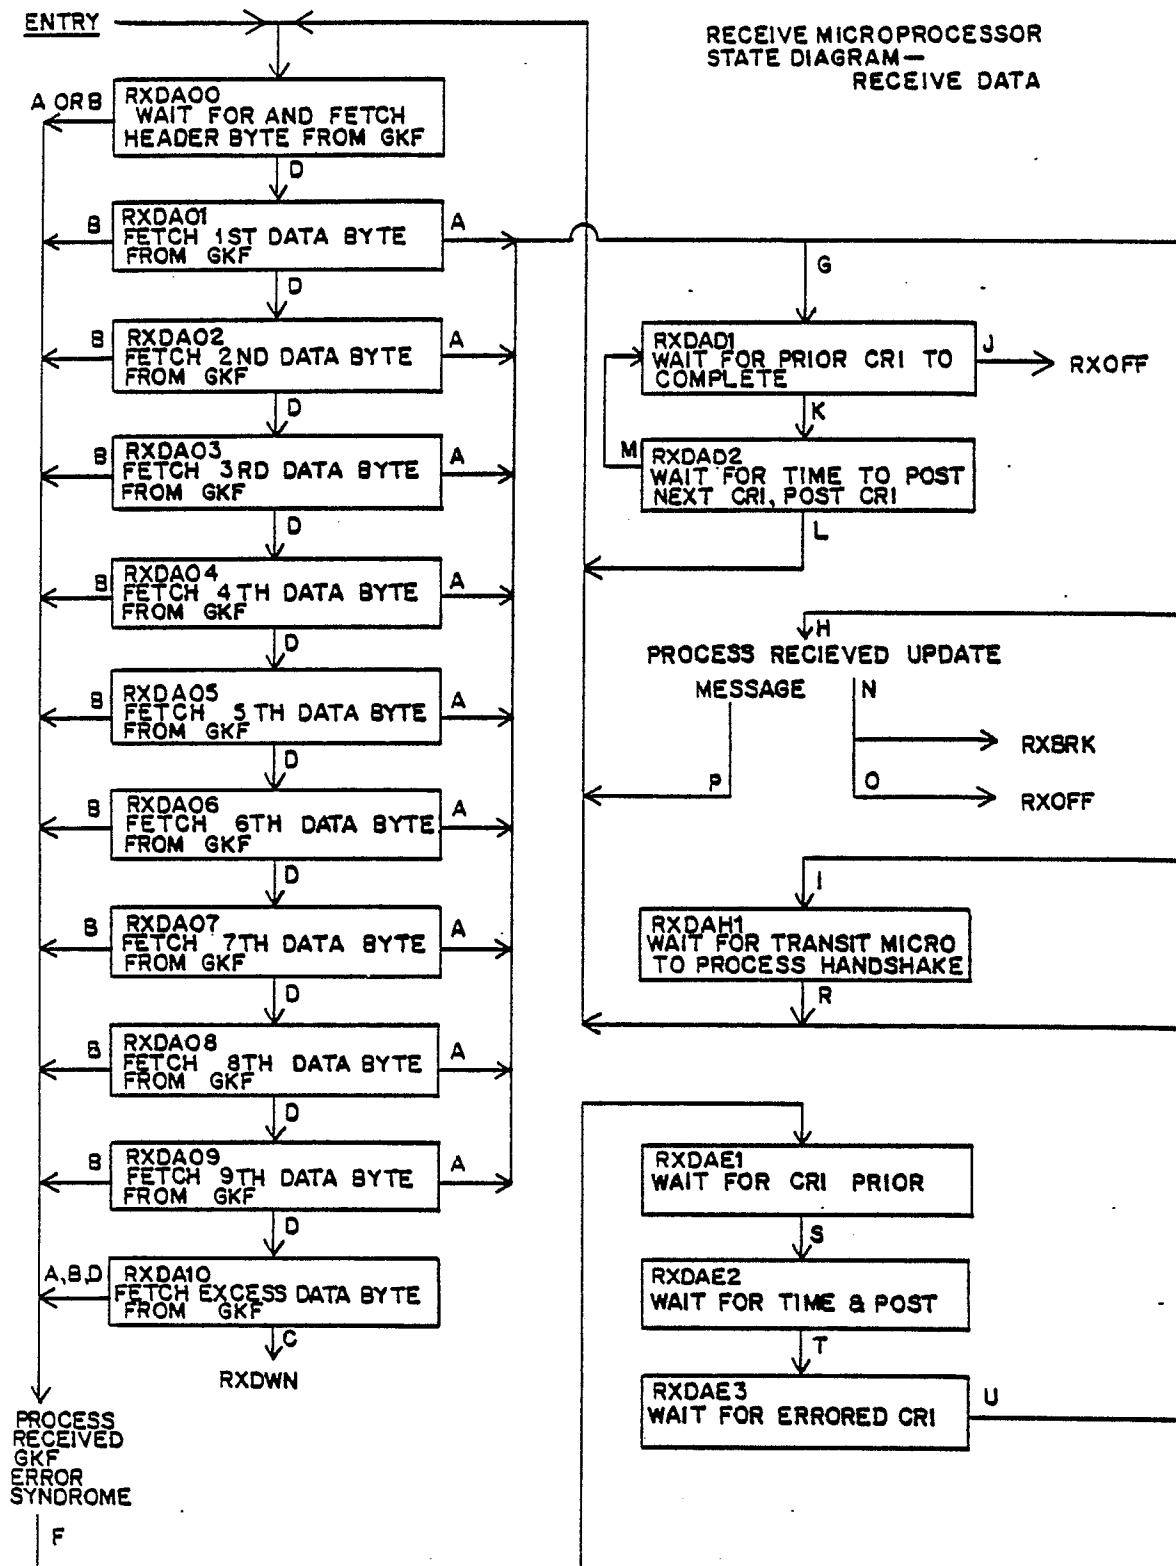 ENTRY
RECEIVE MICROPROCESSOR
STATE DIAGRAM—
RECEIVE DATA
A OR B
RXDA00
WAIT FOR AND FETCH
HEADER BYTE FROM GKF
D
B
RXDA01
FETCH 1ST DATA BYTE
FROM GKF
A
D
B
RXDA02
FETCH 2ND DATA BYTE
FROM GKF
A
D
B
RXDA03
FETCH 3RD DATA BYTE
FROM GKF
A
D
B
RXDA04
FETCH 4TH DATA BYTE
FROM GKF
A
D
B
RXDA05
FETCH 5TH DATA BYTE
FROM GKF
A
D
B
RXDA06
FETCH 6TH DATA BYTE
FROM GKF
A
D
B
RXDA07
FETCH 7TH DATA BYTE
FROM GKF
A
D
B
RXDA08
FETCH 8TH DATA BYTE
FROM GKF
A
D
B
RXDA09
FETCH 9TH DATA BYTE
FROM GKF
A
D
A,B,D
RXDA10
FETCH EXCESS DATA BYTE
FROM GKF
C
RXDWN
PROCESS
RECEIVED
GKF
ERROR
SYNDROME
F
G
RXDAD1
WAIT FOR PRIOR CRI TO
COMPLETE
J
RXOFF
K
M
RXDAD2
WAIT FOR TIME TO POST
NEXT CRI, POST CRI
L
H
PROCESS RECIEVED UPDATE
MESSAGE
N
RXBRK
P
O
RXOFF
I
RXDAH1
WAIT FOR TRANSIT MICRO
TO PROCESS HANDSHAKE
R
RXDAE1
WAIT FOR CRI PRIOR
S
RXDAE2
WAIT FOR TIME & POST
T
RXDAE3
WAIT FOR ERRORED CRI
U